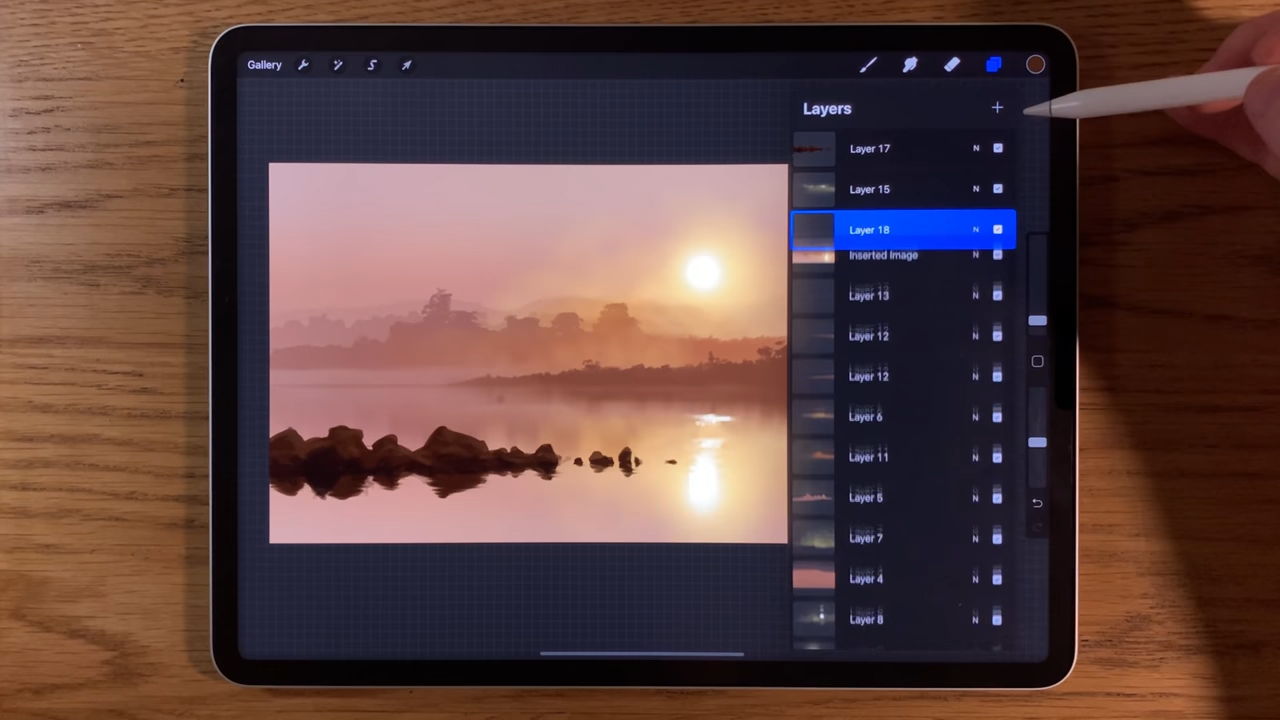 Gallery
Layers
Layer 17 N
Layer 15 N
Layer 18 N
Inserted Image N
Layer 13 N
Layer 12 N
Layer 12 N
Layer 6 N
Layer 11 N
Layer 5 N
Layer 7 N
Layer 4 N
Layer 8 N